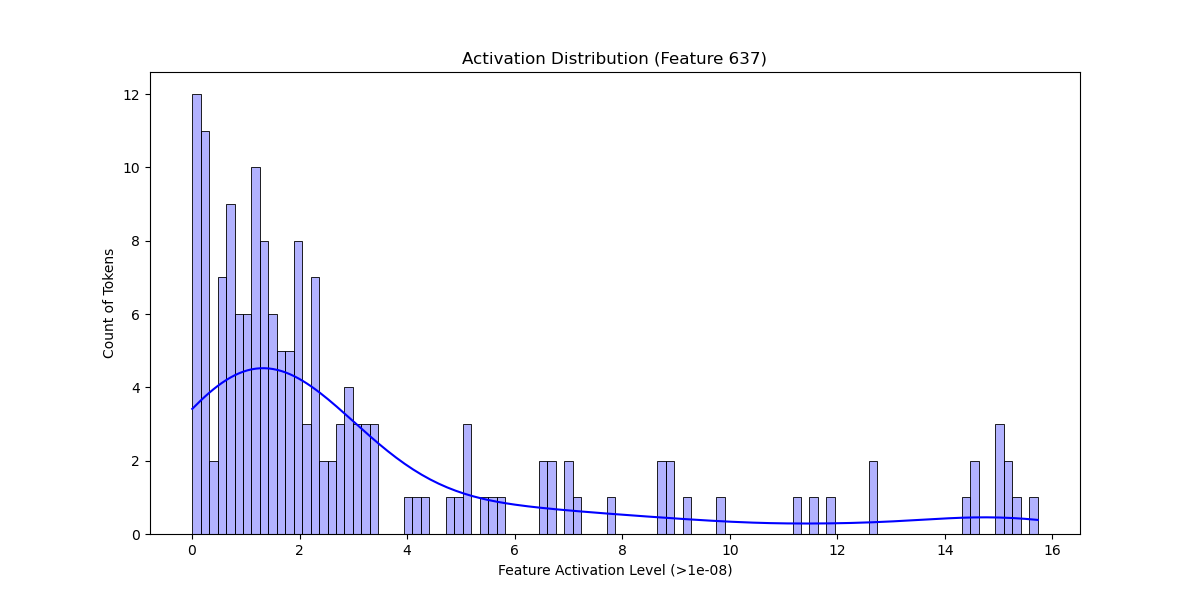 Activation Distribution (Feature 637)
12
10
8
6
4
2
0
Count of Tokens
0 2 4 6 8 10 12 14 16
Feature Activation Level (>1e-08)